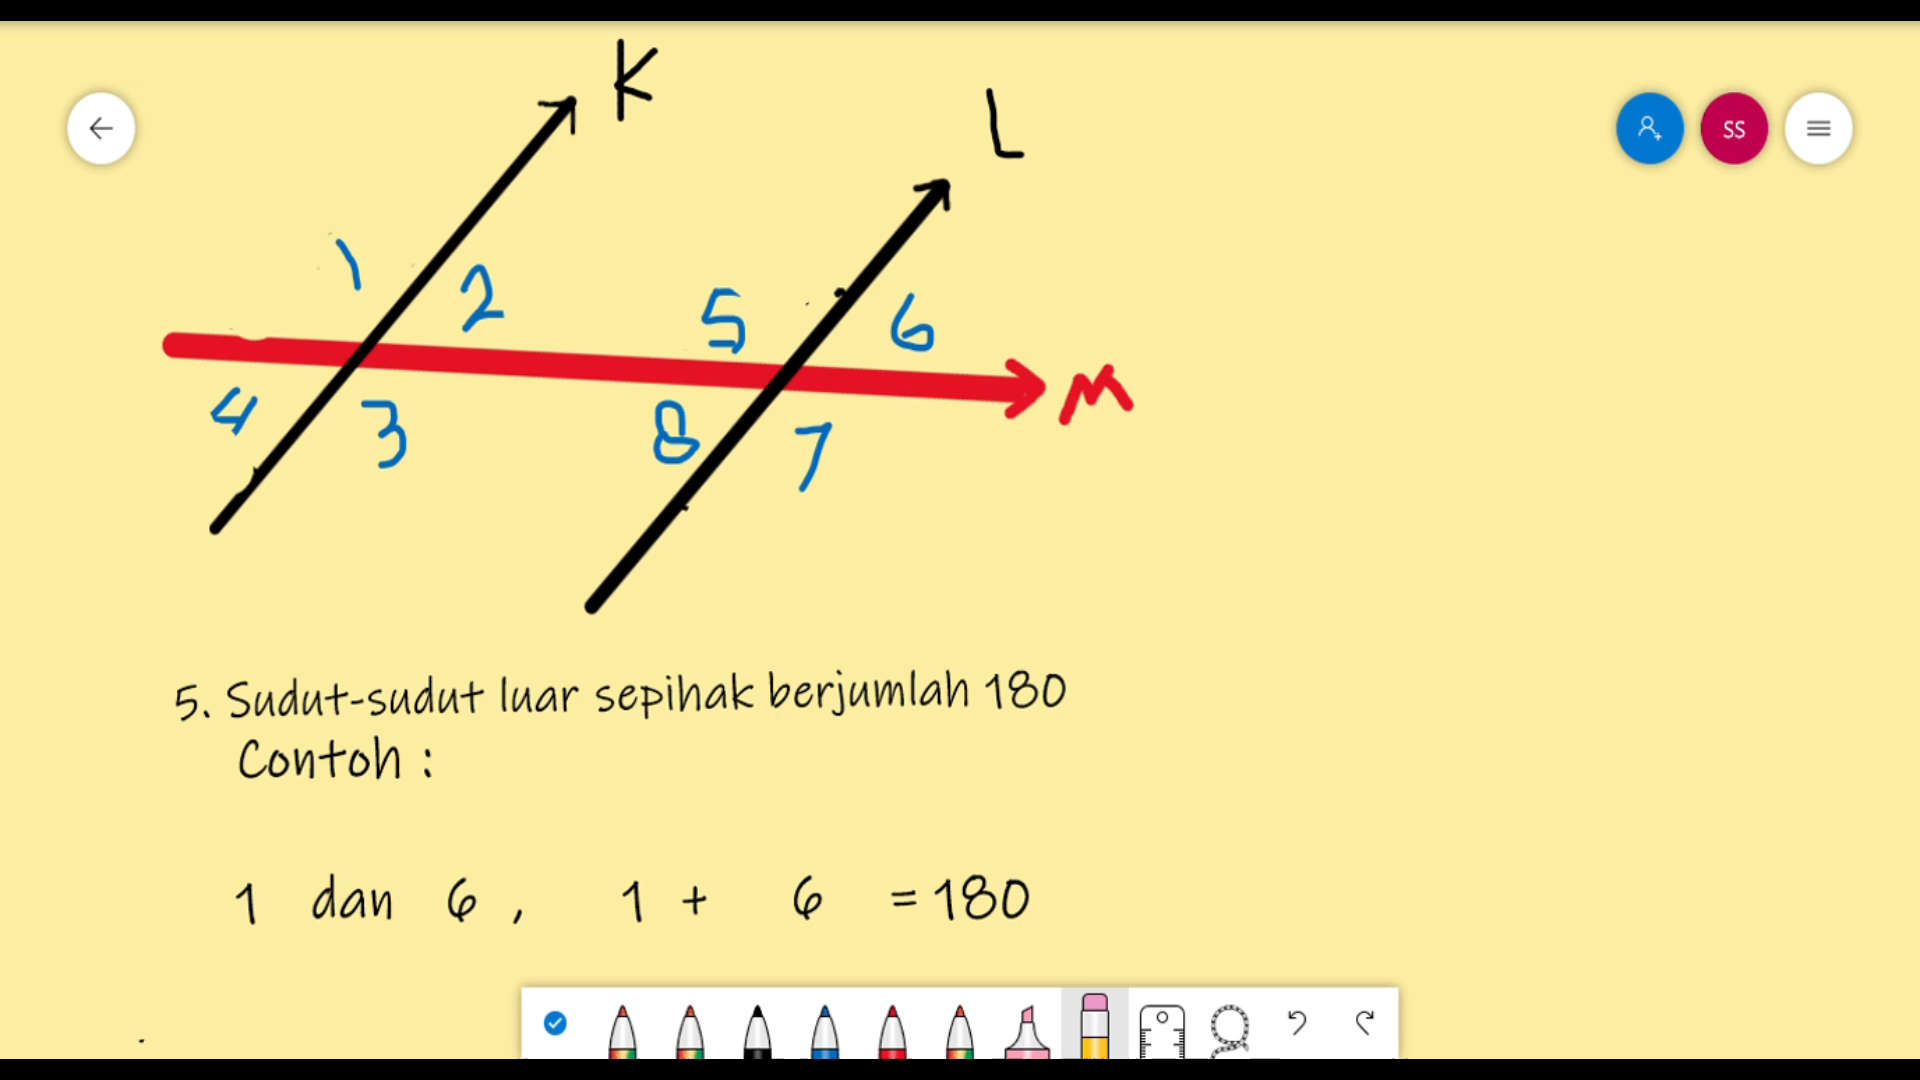 K
L
1
2
5
6
M
4
3
8
7
SS
5. Sudut-sudut luar sepihak berjumlah 180
Contoh :
1 dan 6 , 1 + 6 = 180